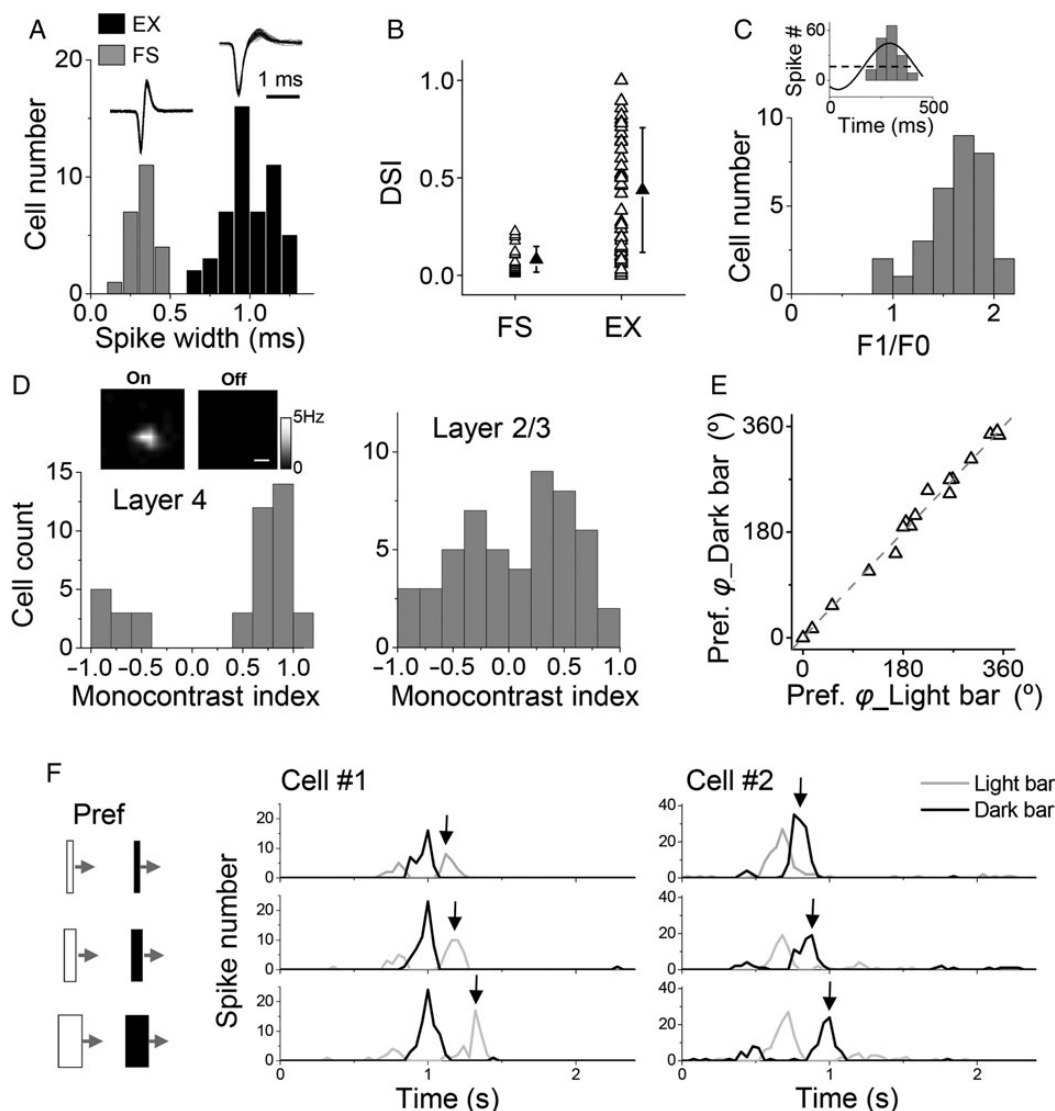 A
EX
FS
20
10
0
Cell number
1 ms
0.0
0.5
1.0
Spike width (ms)
B
1.0
0.5
0.0
DSI
FS
EX
C
60
0
Spike #
0
500
Time (ms)
10
5
0
Cell number
1
2
F1/F0
D
On
Off
5Hz
0
Layer 4
15
10
5
0
Cell count
−1.0
−0.5
0.0
0.5
1.0
Monocontrast index
Layer 2/3
10
5
0
−1.0
−0.5
0.0
0.5
1.0
Monocontrast index
E
360
180
0
Pref. φ_Dark bar (º)
0
180
360
Pref. φ_Light bar (º)
F
Pref
Cell #1
Cell #2
Light bar
Dark bar
Spike number
20
10
0
20
10
0
20
10
0
0
1
2
Time (s)
40
20
0
40
20
0
40
20
0
0
1
2
Time (s)